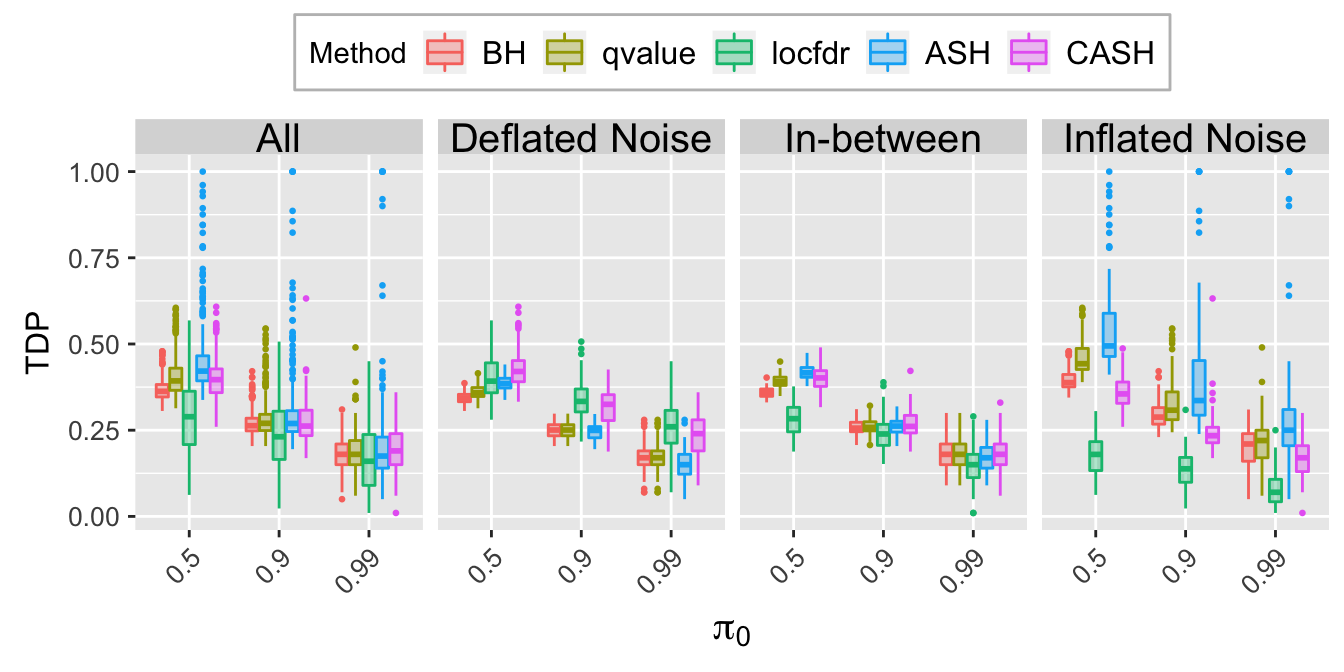 Method BH qvalue locfdr ASH CASH
All Deflated Noise In-between Inflated Noise
1.00
0.75
0.50
0.25
0.00
TDP
0.5 0.9 0.99 0.5 0.9 0.99 0.5 0.9 0.99 0.5 0.9 0.99
π₀